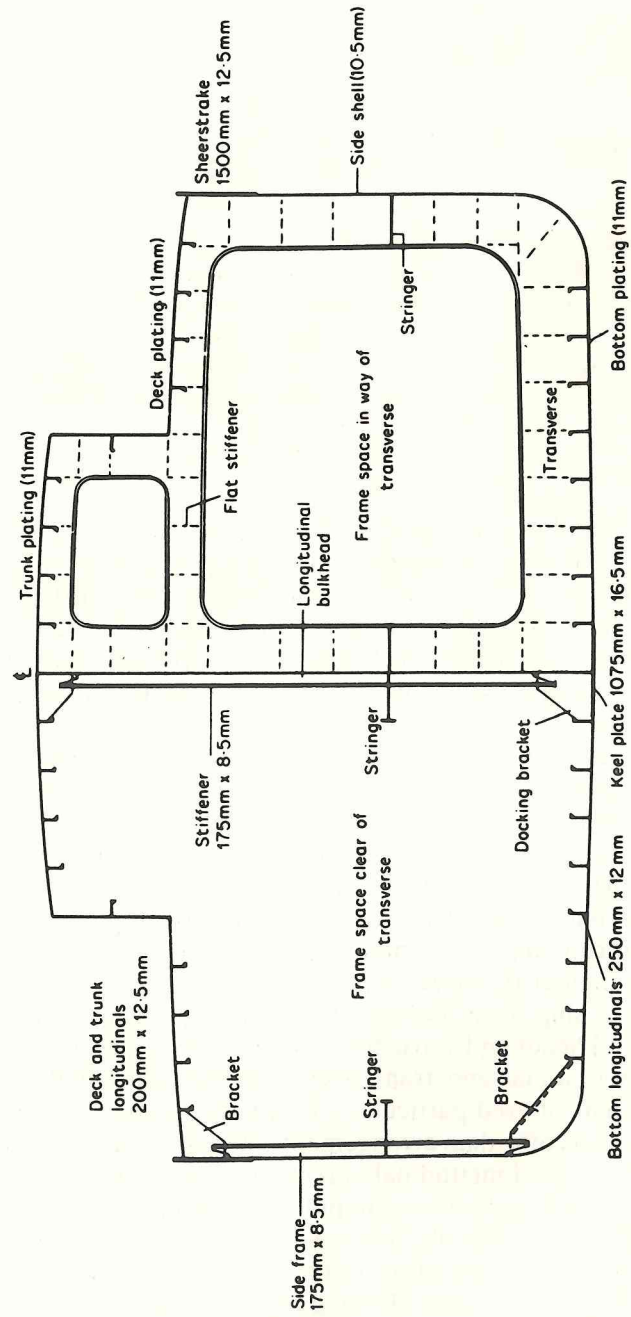 Sheerstrake
1500mm x 12·5mm
Side shell (10·5mm)
Deck plating (11mm)
Trunk plating (11mm)
Stringer
Bottom plating (11mm)
Flat stiffener
Frame space in way of
transverse
Transverse
Longitudinal
bulkhead
℄
Stiffener
175mm x 8·5mm
Stringer
Docking bracket
Keel plate 1075mm x 16·5mm
Frame space clear of
transverse
Deck and trunk
longitudinals
200mm x 12·5mm
Bracket
Stringer
Bracket
Bottom longitudinals 250mm x 12mm
Side frame
175mm x 8·5mm